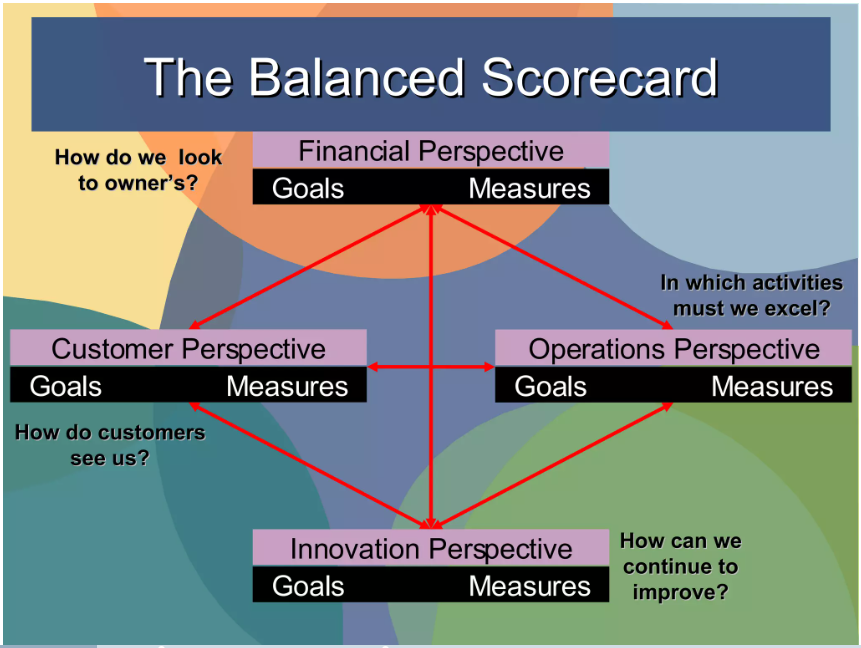 The Balanced Scorecard
How do we look
to owner's?
Financial Perspective
Goals Measures
In which activities
must we excel?
Customer Perspective
Goals Measures
Operations Perspective
Goals Measures
How do customers
see us?
Innovation Perspective
Goals Measures
How can we
continue to
improve?